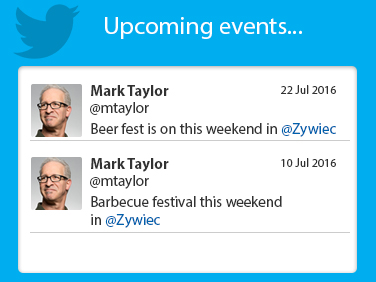 Upcoming events...
Mark Taylor 22 Jul 2016
@mtaylor
Beer fest is on this weekend in @Zywiec
Mark Taylor 10 Jul 2016
@mtaylor
Barbecue festival this weekend
in @Zywiec